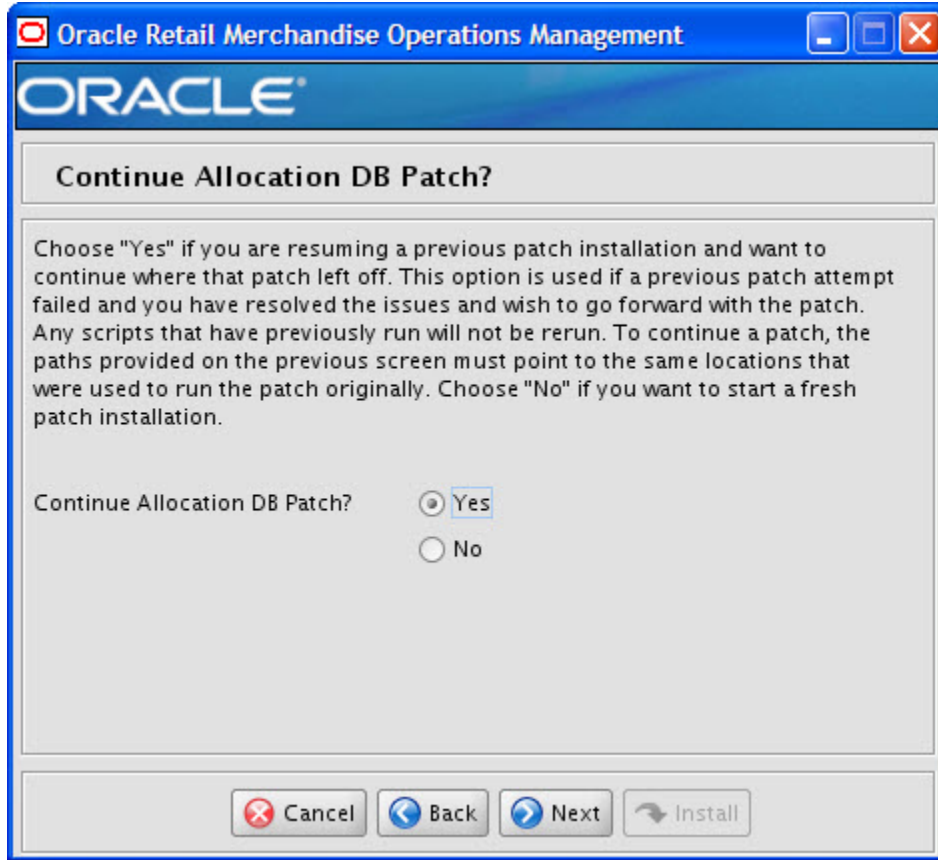 Oracle Retail Merchandise Operations Management
ORACLE®
Continue Allocation DB Patch?
Choose "Yes" if you are resuming a previous patch installation and want to
continue where that patch left off. This option is used if a previous patch attempt
failed and you have resolved the issues and wish to go forward with the patch.
Any scripts that have previously run will not be rerun. To continue a patch, the
paths provided on the previous screen must point to the same locations that
were used to run the patch originally. Choose "No" if you want to start a fresh
patch installation.
Continue Allocation DB Patch?
Yes
No
Cancel
Back
Next
Install